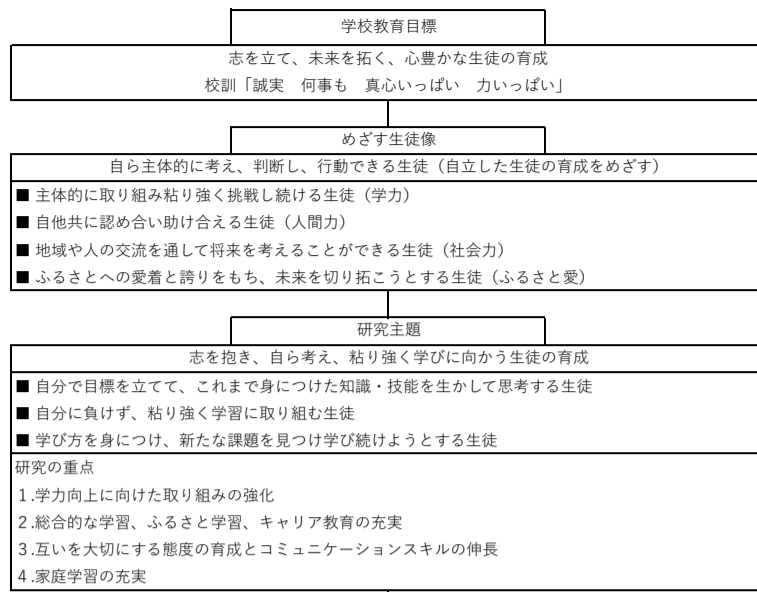 学校教育目標
志を立て、未来を拓く、心豊かな生徒の育成
校訓「誠実　何事も　真心いっぱい　力いっぱい」
めざす生徒像
自ら主体的に考え、判断し、行動できる生徒（自立した生徒の育成をめざす）
■ 主体的に取り組み粘り強く挑戦し続ける生徒（学力）
■ 自他共に認め合い助け合える生徒（人間力）
■ 地域や人の交流を通して将来を考えることができる生徒（社会力）
■ ふるさとへの愛着と誇りをもち、未来を切り拓こうとする生徒（ふるさと愛）
研究主題
志を抱き、自ら考え、粘り強く学びに向かう生徒の育成
■ 自分で目標を立てて、これまで身につけた知識・技能を生かして思考する生徒
■ 自分に負けず、粘り強く学習に取り組む生徒
■ 学び方を身につけ、新たな課題を見つけ学び続けようとする生徒
研究の重点
１.学力向上に向けた取り組みの強化
２.総合的な学習、ふるさと学習、キャリア教育の充実
３.互いを大切にする態度の育成とコミュニケーションスキルの伸長
４.家庭学習の充実